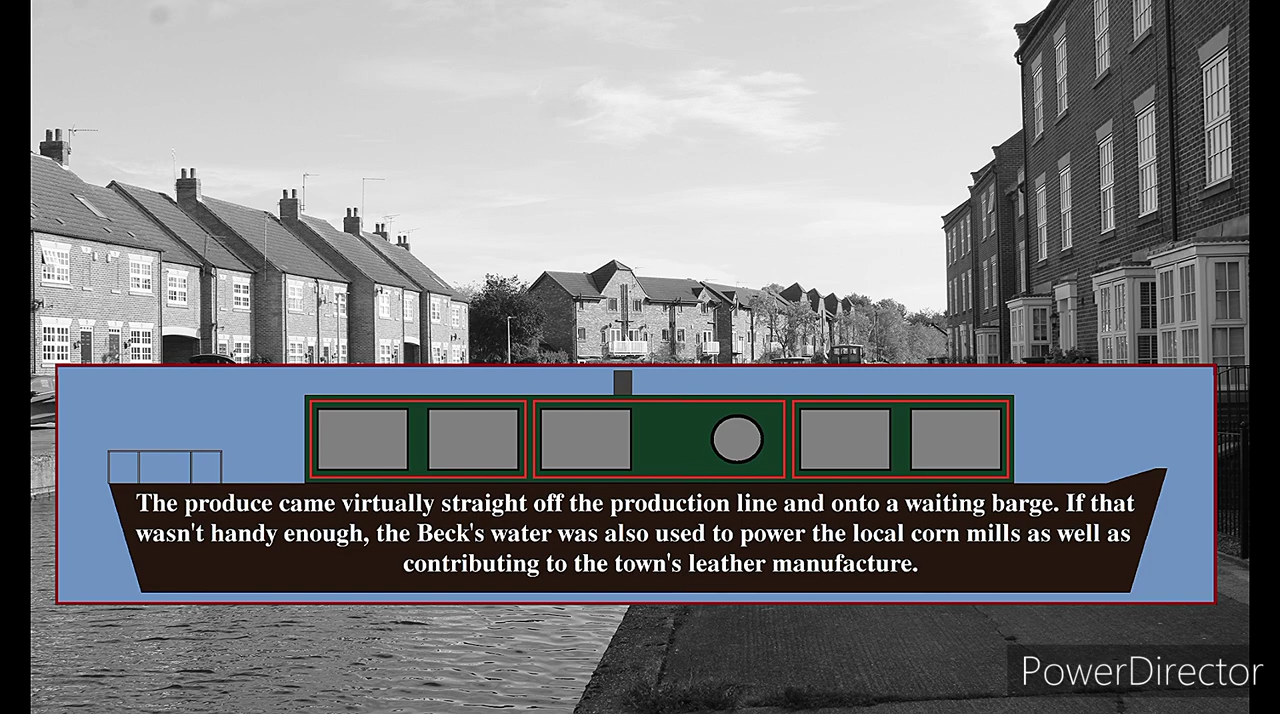 The produce came virtually straight off the production line and onto a waiting barge. If that
wasn't handy enough, the Beck's water was also used to power the local corn mills as well as
contributing to the town's leather manufacture.
PowerDirector